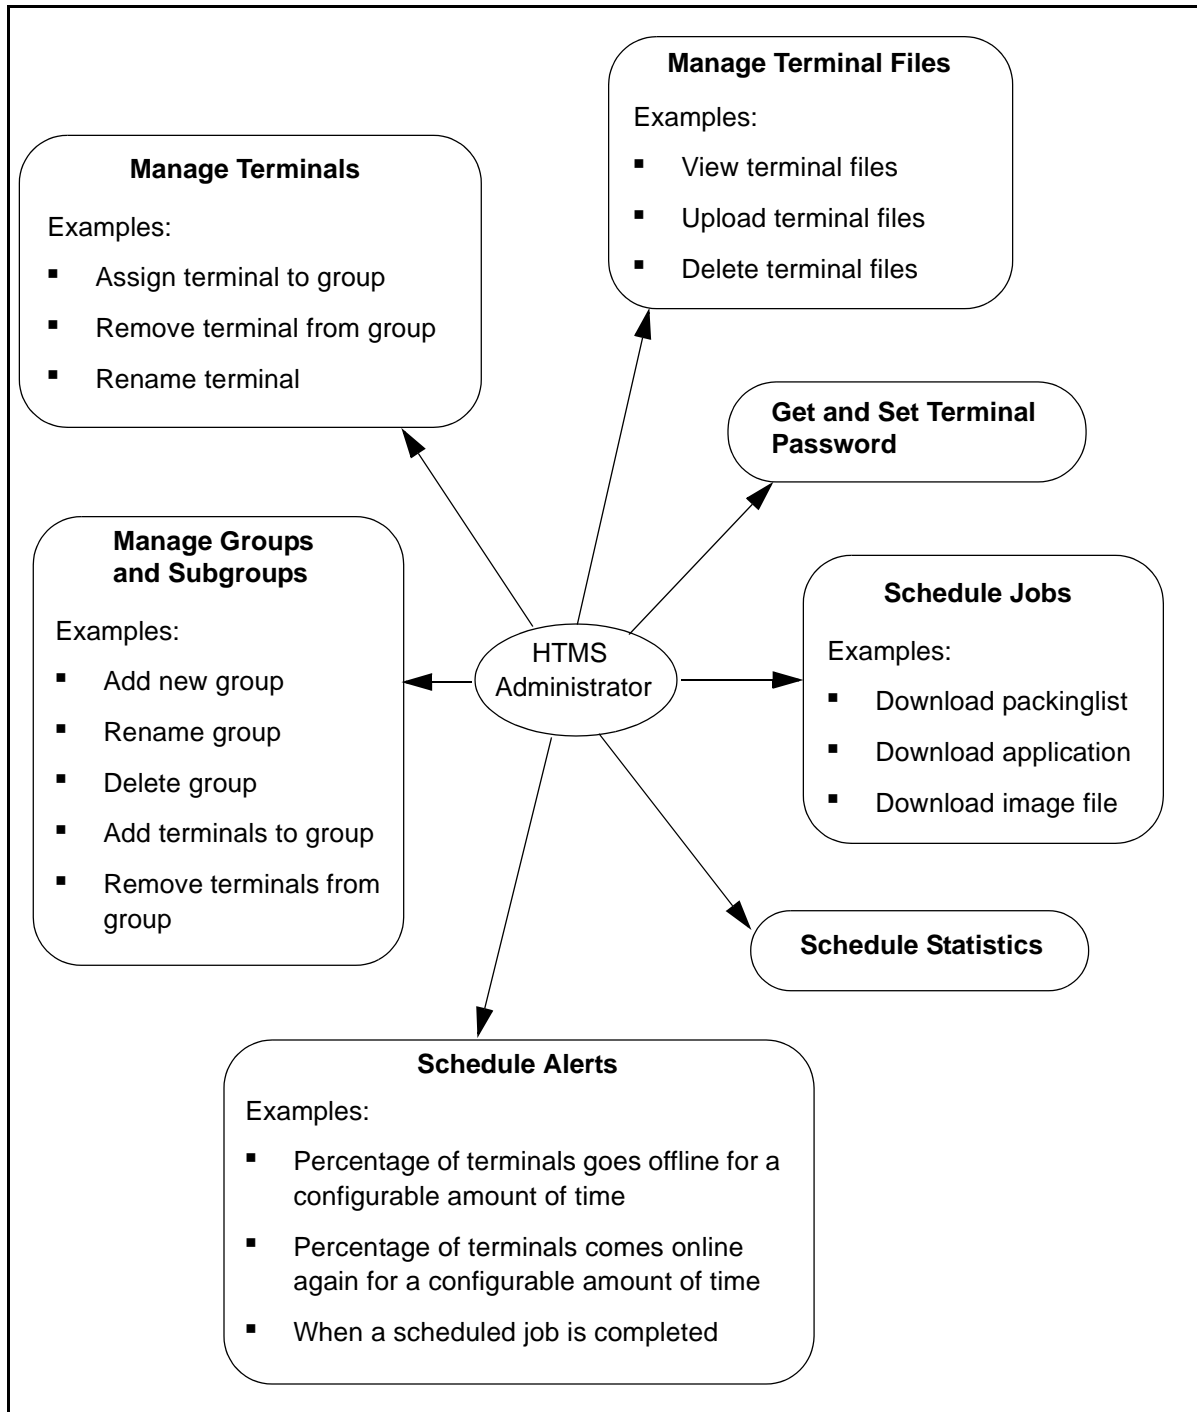 Manage Terminal Files
Examples:
▪ View terminal files
▪ Upload terminal files
▪ Delete terminal files
Manage Terminals
Examples:
▪ Assign terminal to group
▪ Remove terminal from group
▪ Rename terminal
Get and Set Terminal
Password
Manage Groups
and Subgroups
Examples:
▪ Add new group
▪ Rename group
▪ Delete group
▪ Add terminals to group
▪ Remove terminals from
group
HTMS
Administrator
Schedule Jobs
Examples:
▪ Download packinglist
▪ Download application
▪ Download image file
Schedule Statistics
Schedule Alerts
Examples:
▪ Percentage of terminals goes offline for a
configurable amount of time
▪ Percentage of terminals comes online
again for a configurable amount of time
▪ When a scheduled job is completed